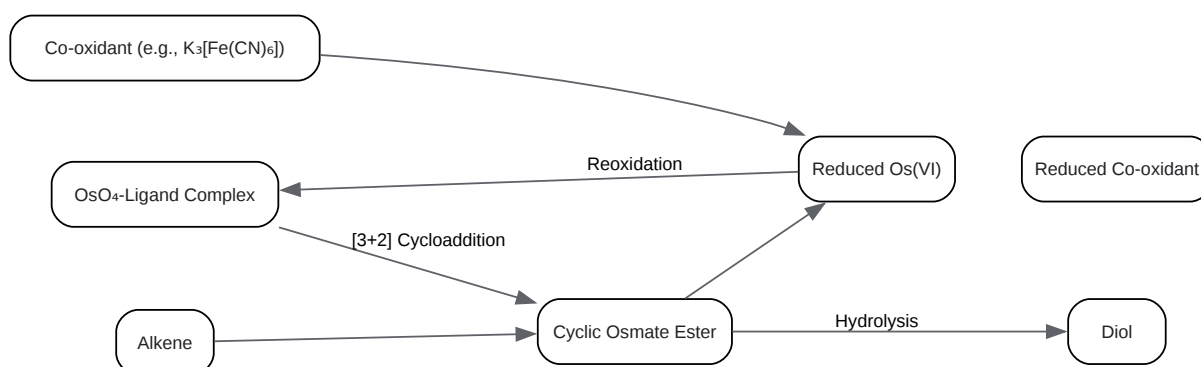 Co-oxidant (e.g., K₃[Fe(CN)₆])
Reoxidation
Reduced Os(VI)
Reduced Co-oxidant
OsO₄-Ligand Complex
[3+2] Cycloaddition
Alkene
Cyclic Osmate Ester
Hydrolysis
Diol